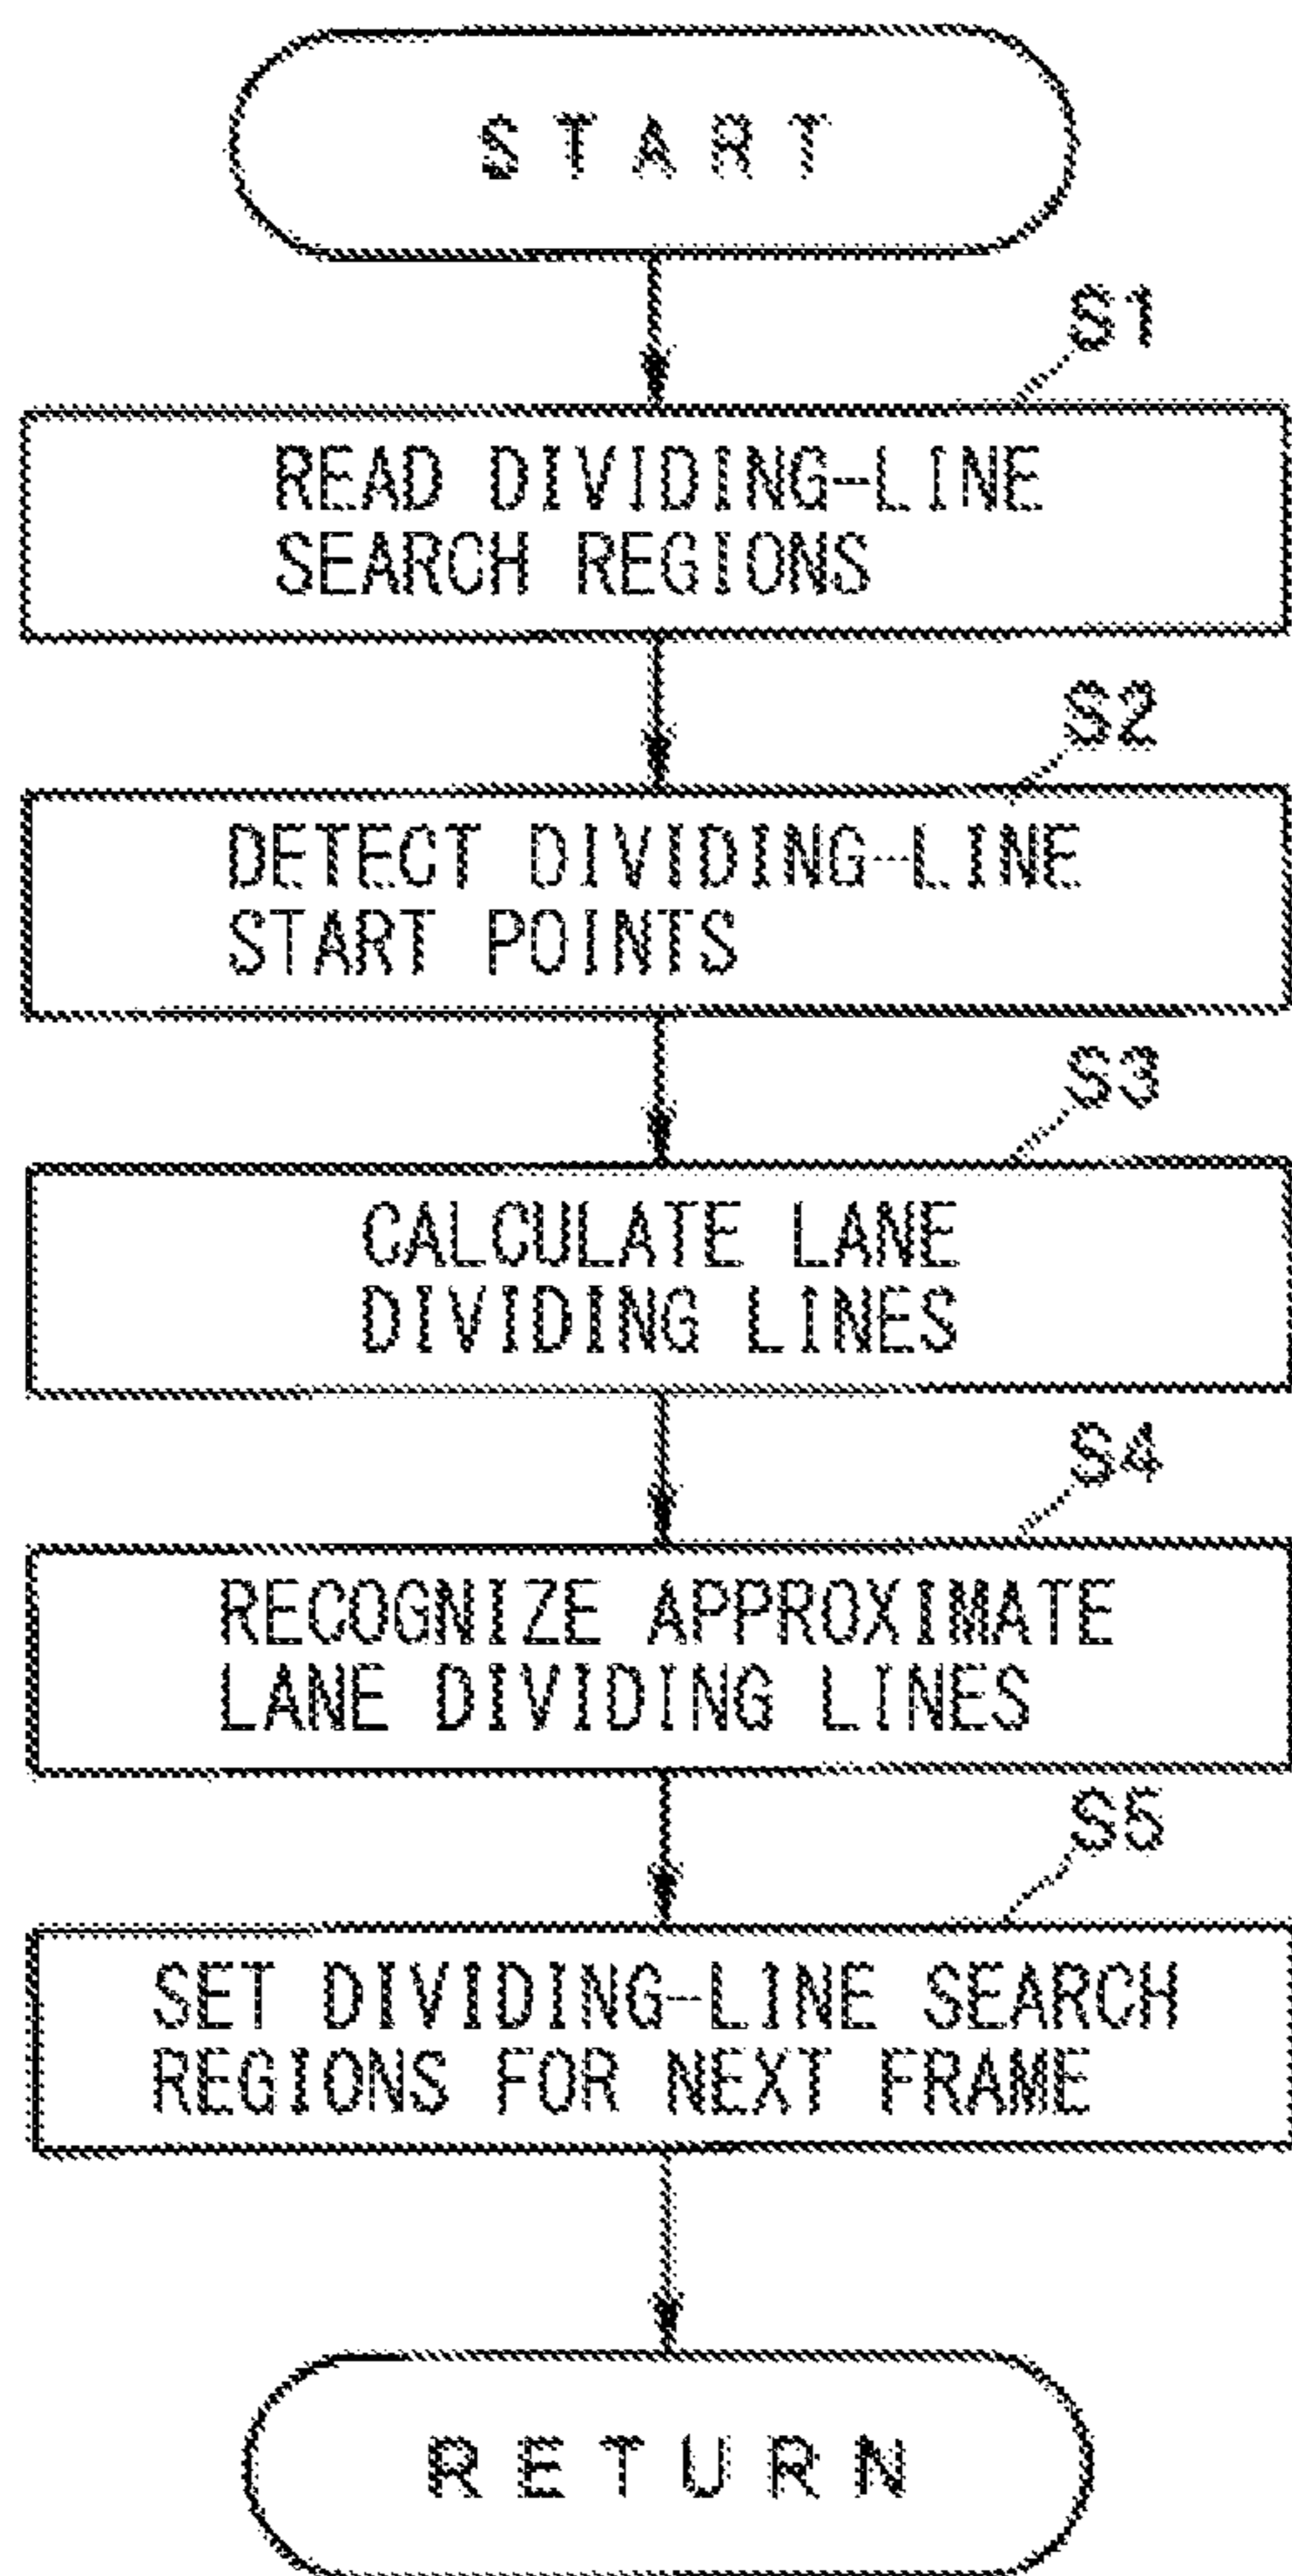 START
S1
READ DIVIDING-LINE
SEARCH REGIONS
S2
DETECT DIVIDING-LINE
START POINTS
S3
CALCULATE LANE
DIVIDING LINES
S4
RECOGNIZE APPROXIMATE
LANE DIVIDING LINES
S5
SET DIVIDING-LINE SEARCH
REGIONS FOR NEXT FRAME
RETURN